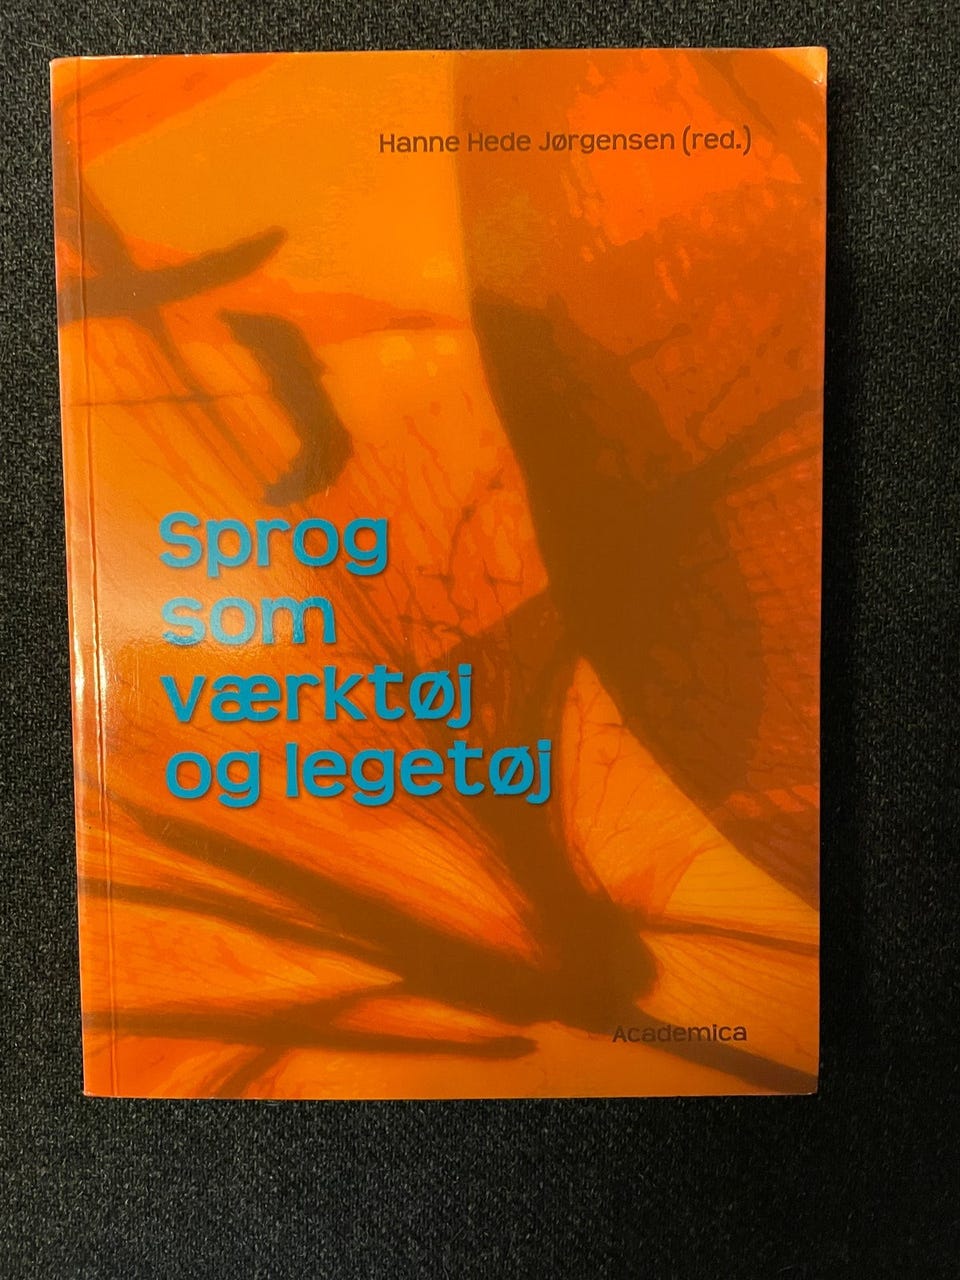 Hanne Hede Jørgensen (red.)
Sprog
som
værktøj
og legetøj
Academica